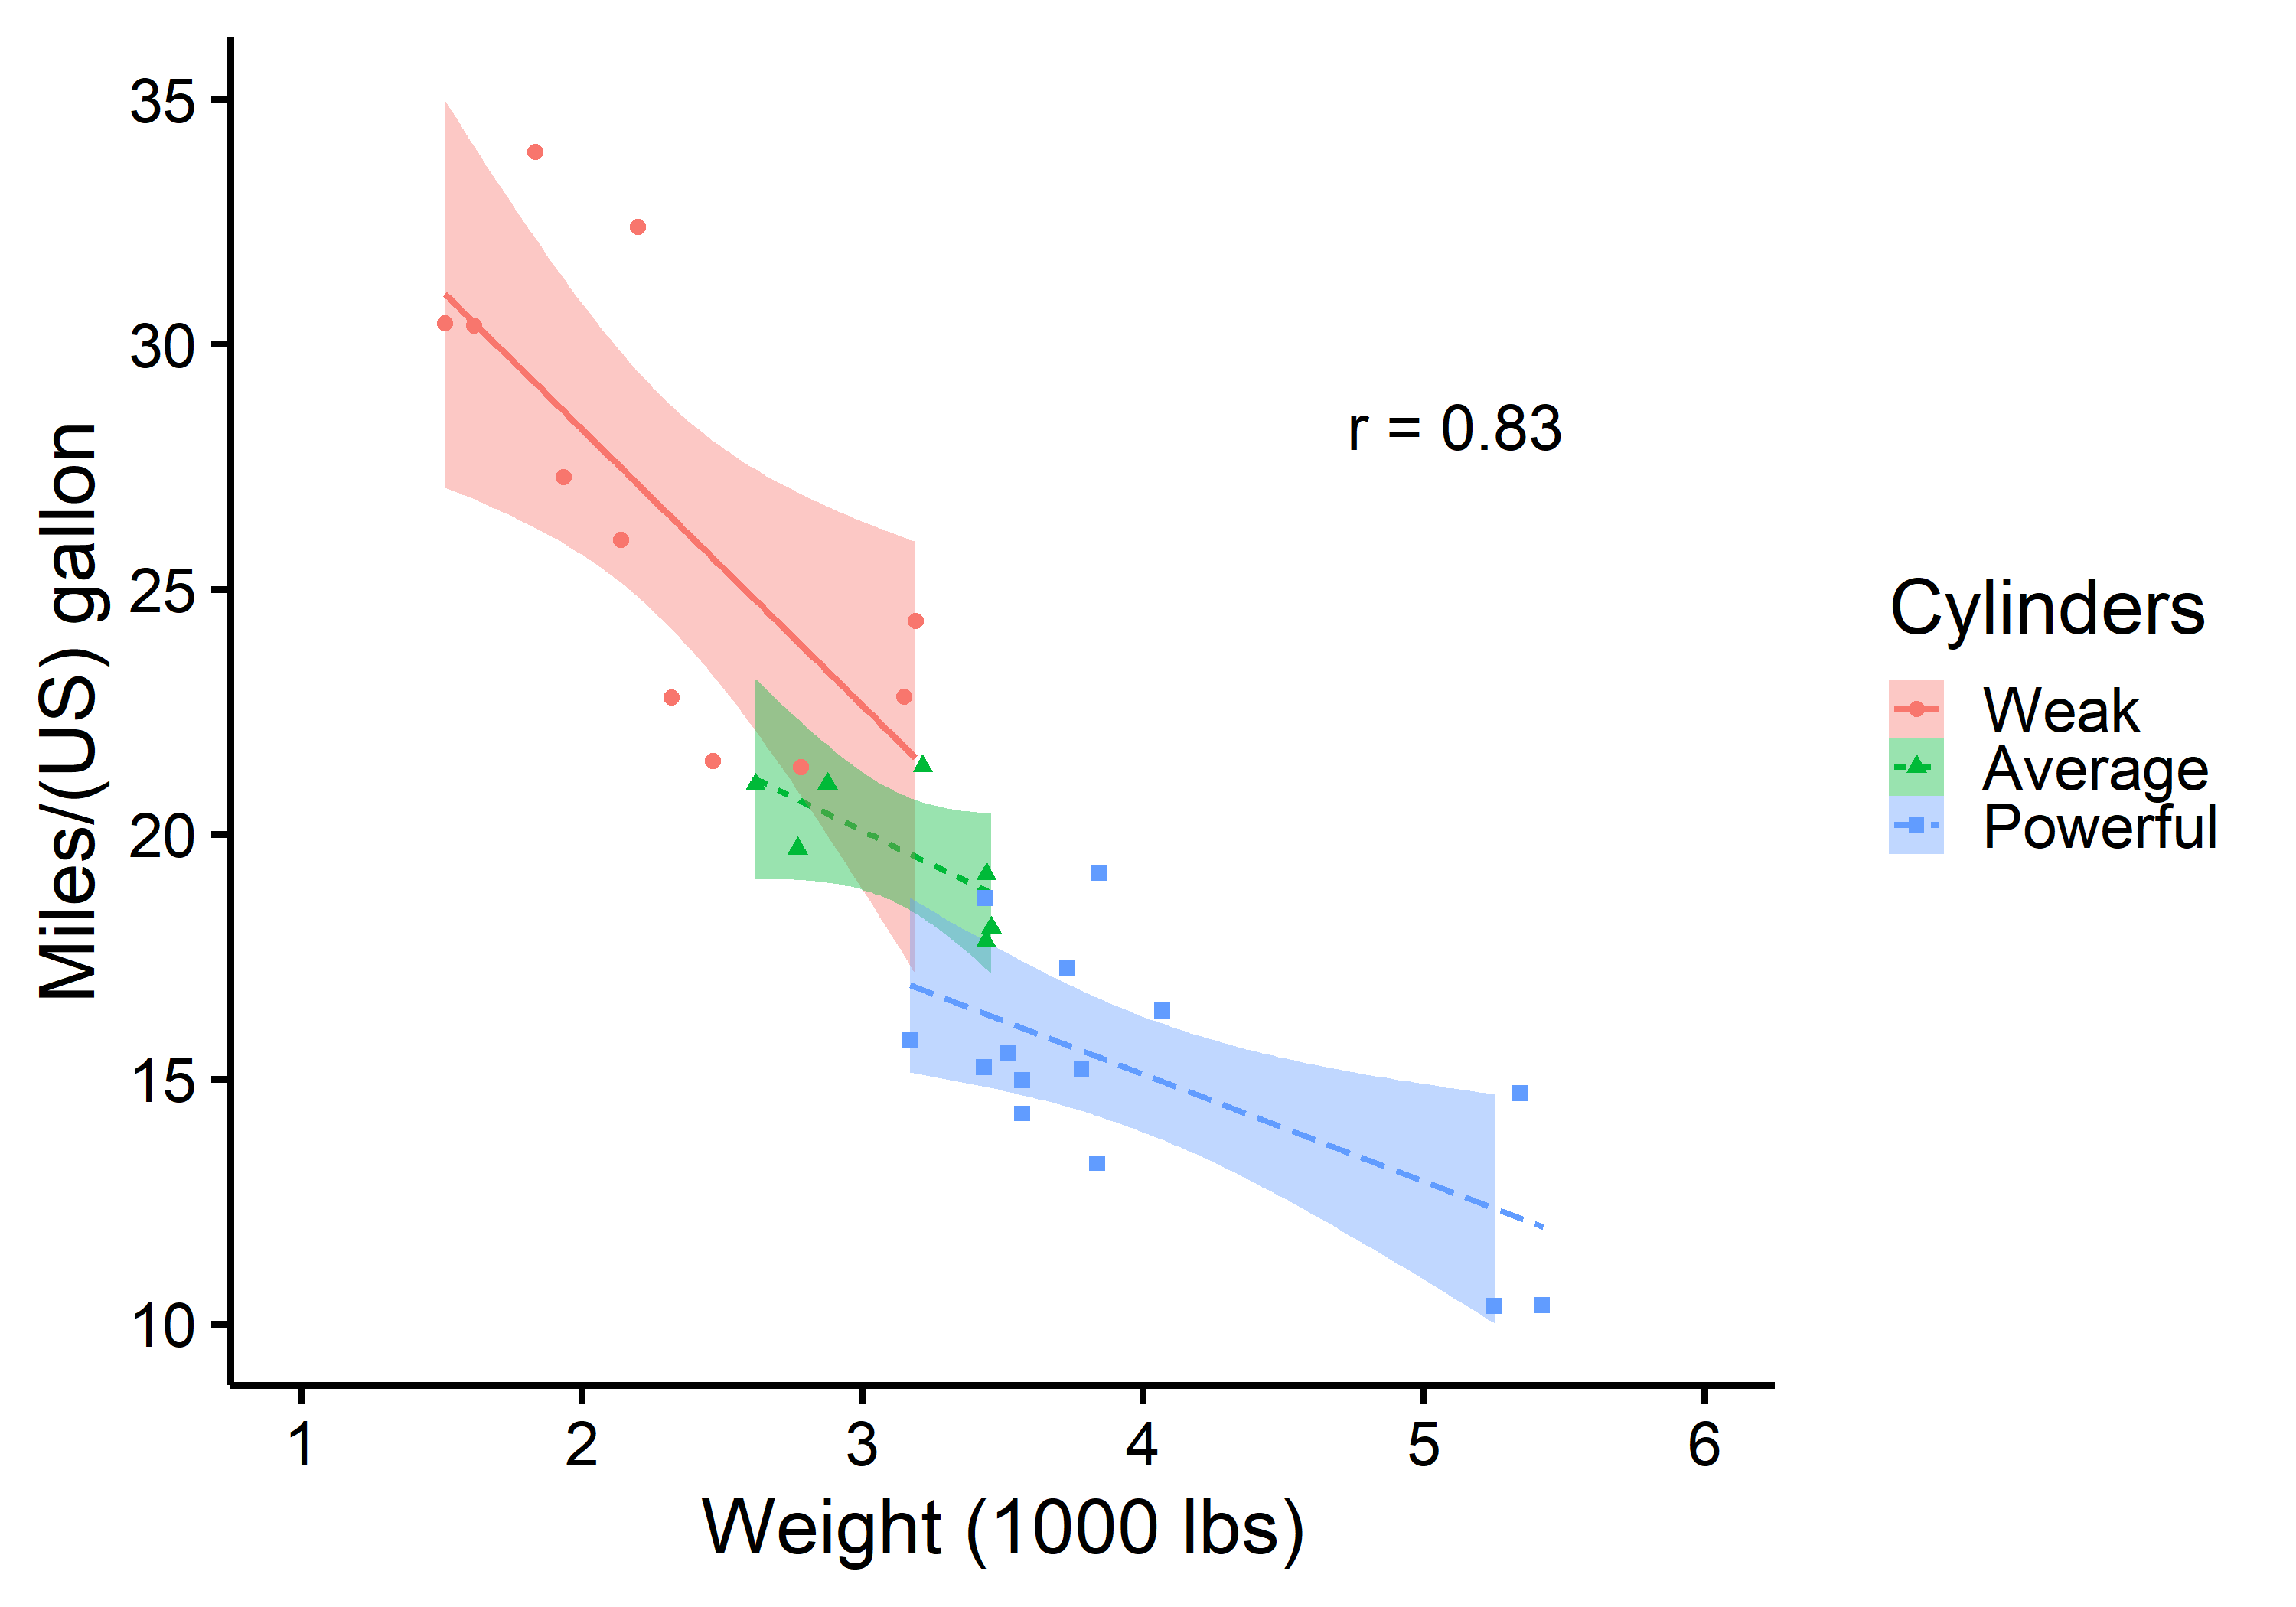 Miles/(US) gallon
35
30
25
20
15
10
r = 0.83
Cylinders
Weak
Average
Powerful
1 2 3 4 5 6
Weight (1000 lbs)